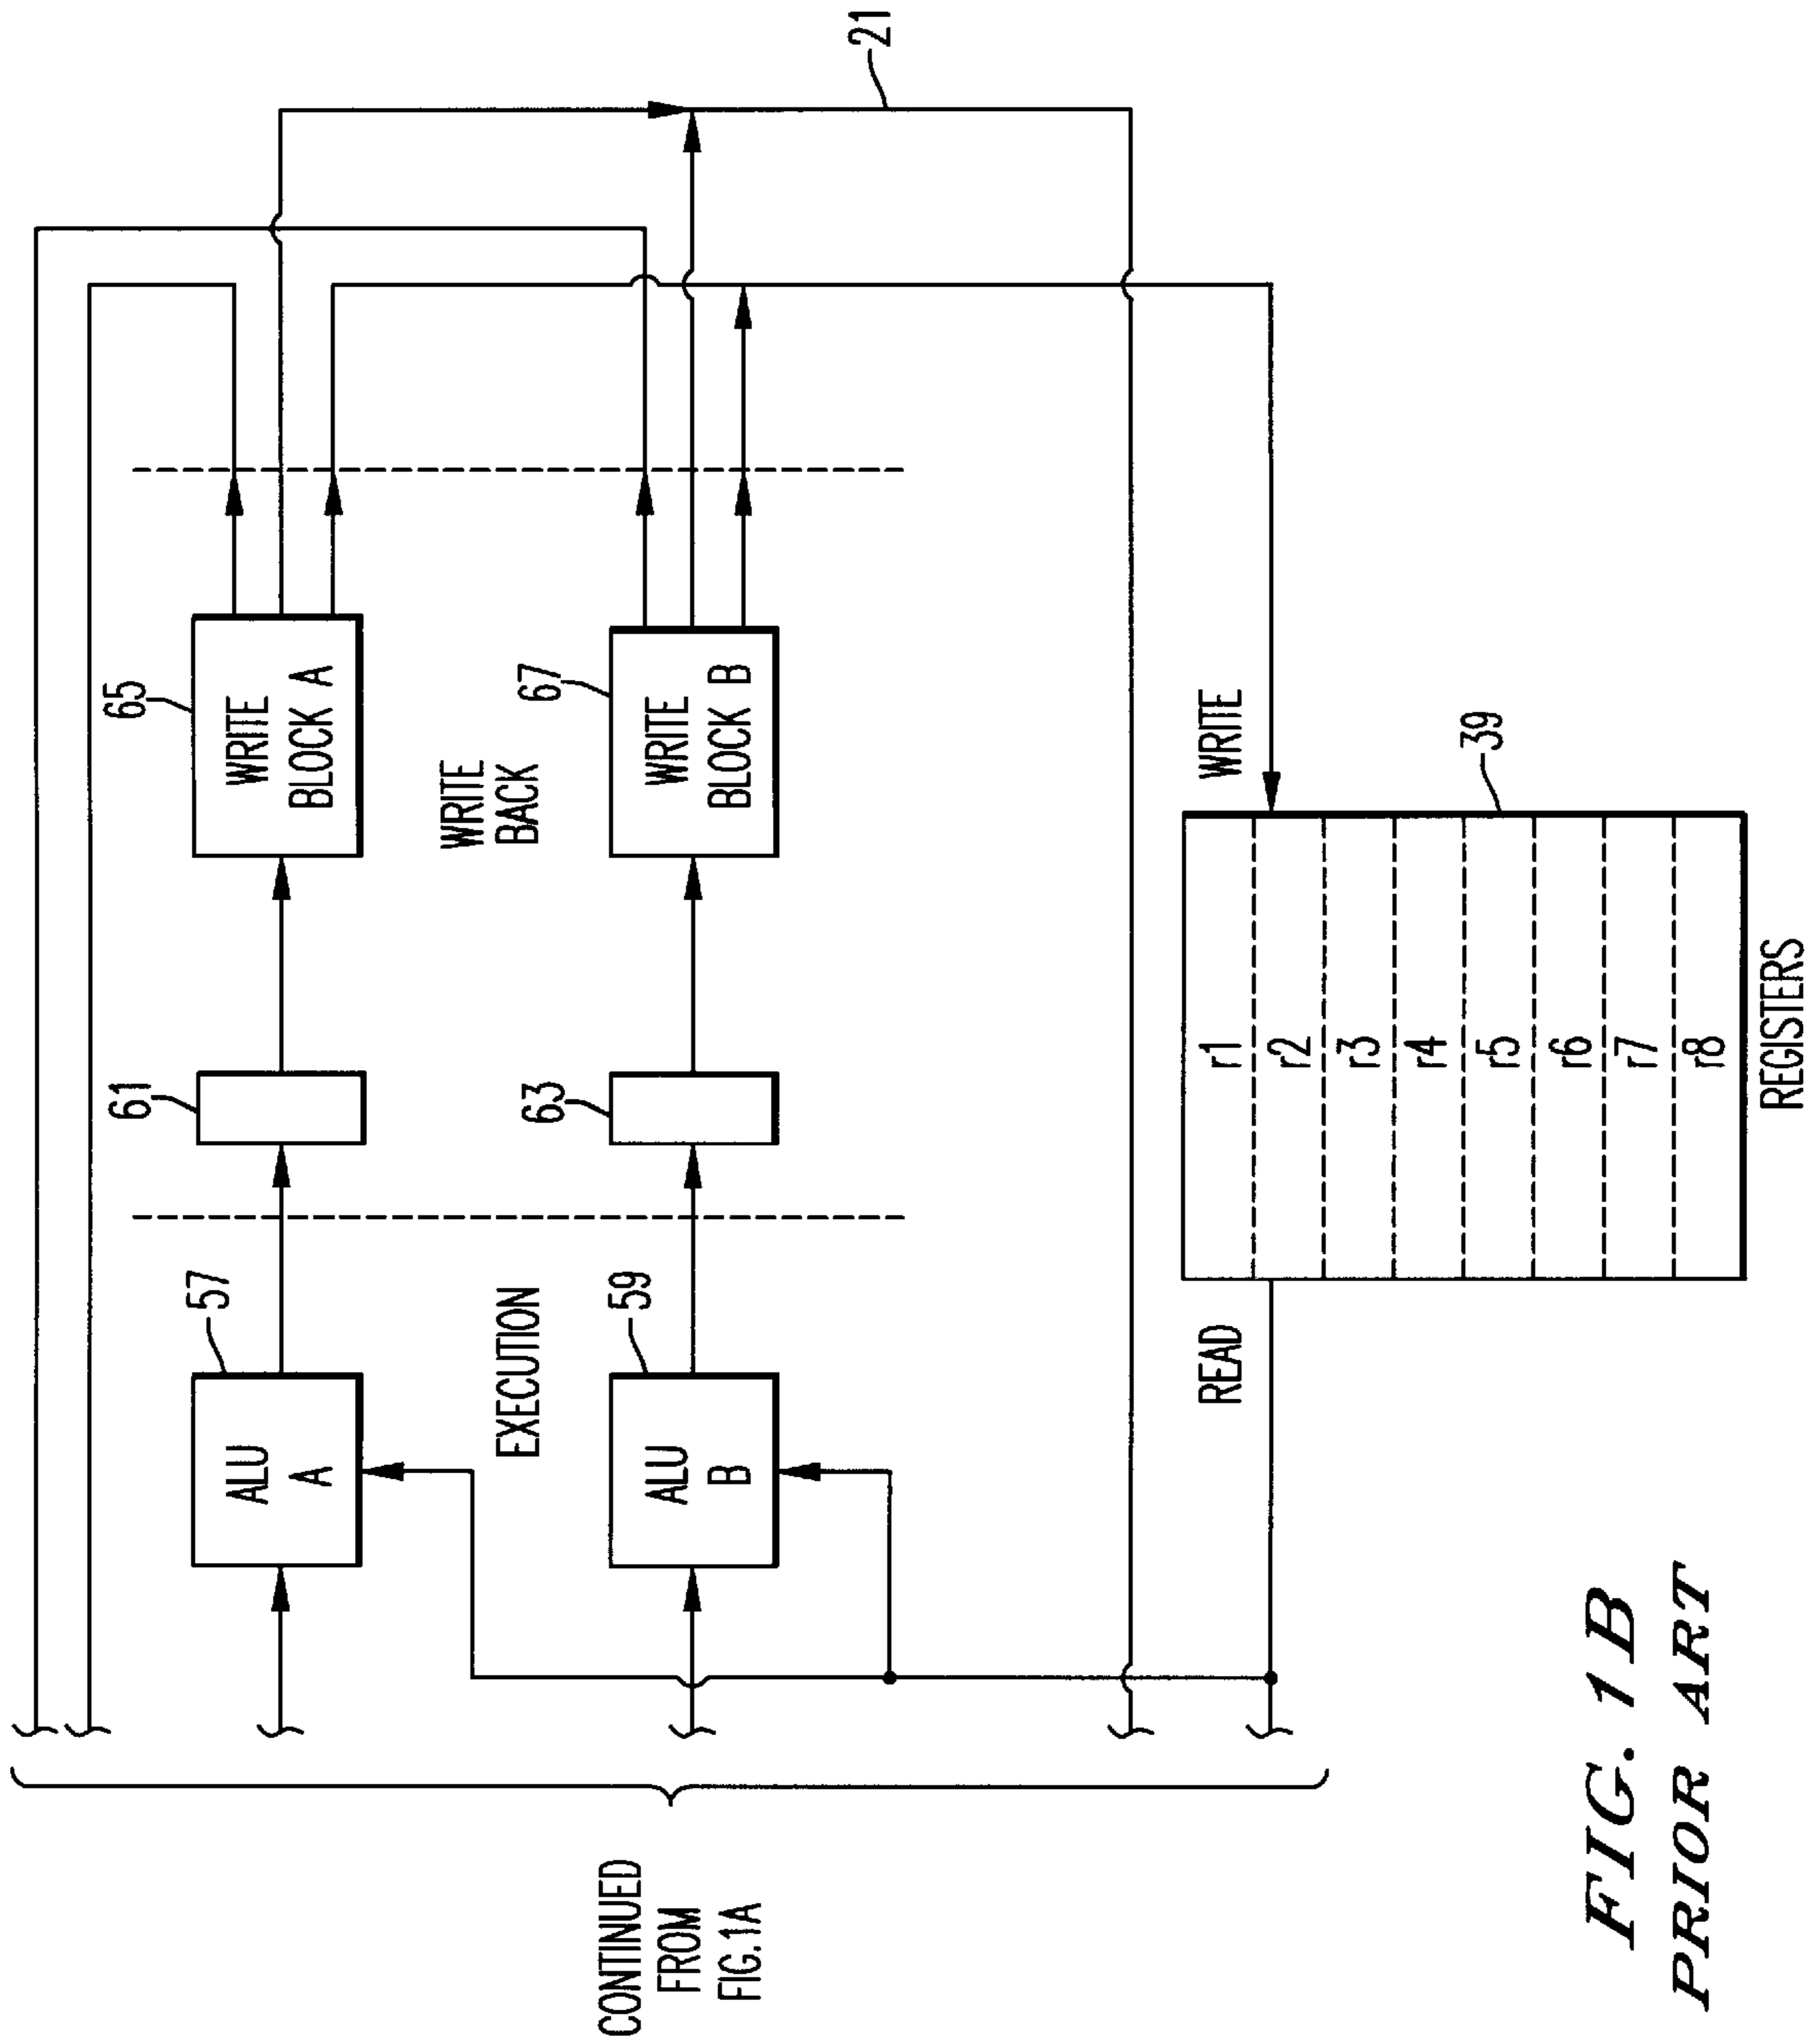 CONTINUED
FROM
FIG.1A
ALU
A
57
61
WRITE
BLOCK A
65
EXECUTION
WRITE
BACK
ALU
B
59
63
WRITE
BLOCK B
67
21
READ
WRITE
r1
r2
r3
r4
r5
r6
r7
r8
39
REGISTERS
FIG. 1B
PRIOR ART